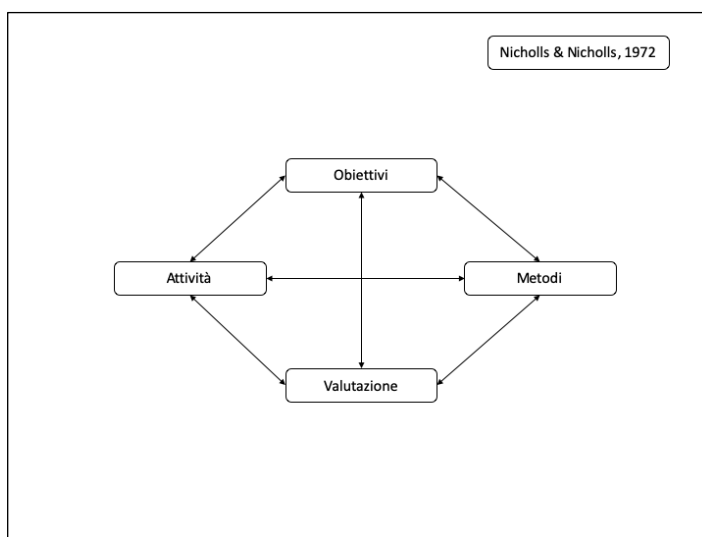 Nicholls & Nicholls, 1972
Obiettivi
Attività
Metodi
Valutazione